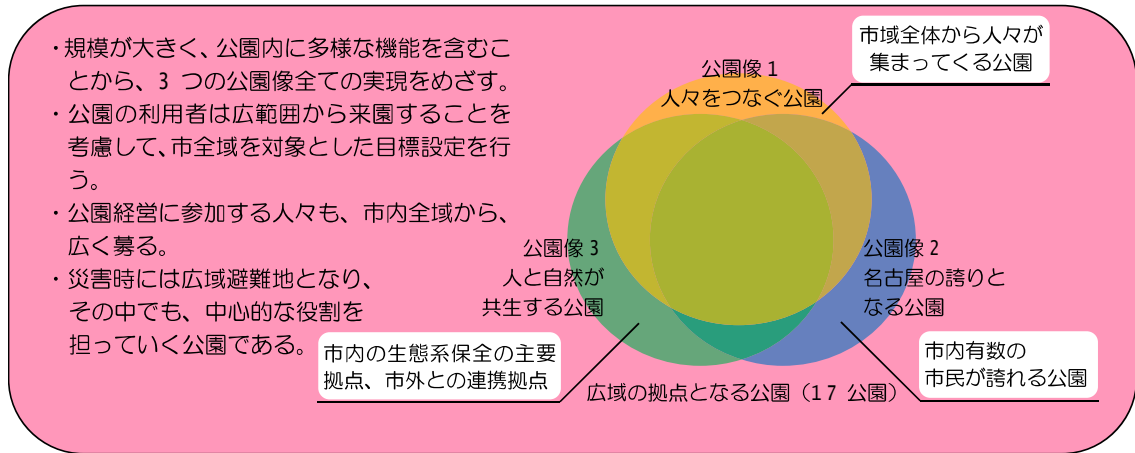 ・規模が大きく、公園内に多様な機能を含むこ
とから、3 つの公園像全ての実現をめざす。
・公園の利用者は広範囲から来園することを
考慮して、市全域を対象とした目標設定を行
う。
・公園経営に参加する人々も、市内全域から、
広く募る。
・災害時には広域避難地となり、
その中でも、中心的な役割を
担っていく公園である。
市域全体から人々が
集まってくる公園
公園像 1
人々をつなぐ公園
公園像 3
人と自然が
共生する公園
公園像 2
名古屋の誇りと
なる公園
市内の生態系保全の主要
拠点、市外との連携拠点
市内有数の
市民が誇れる公園
広域の拠点となる公園（17 公園）